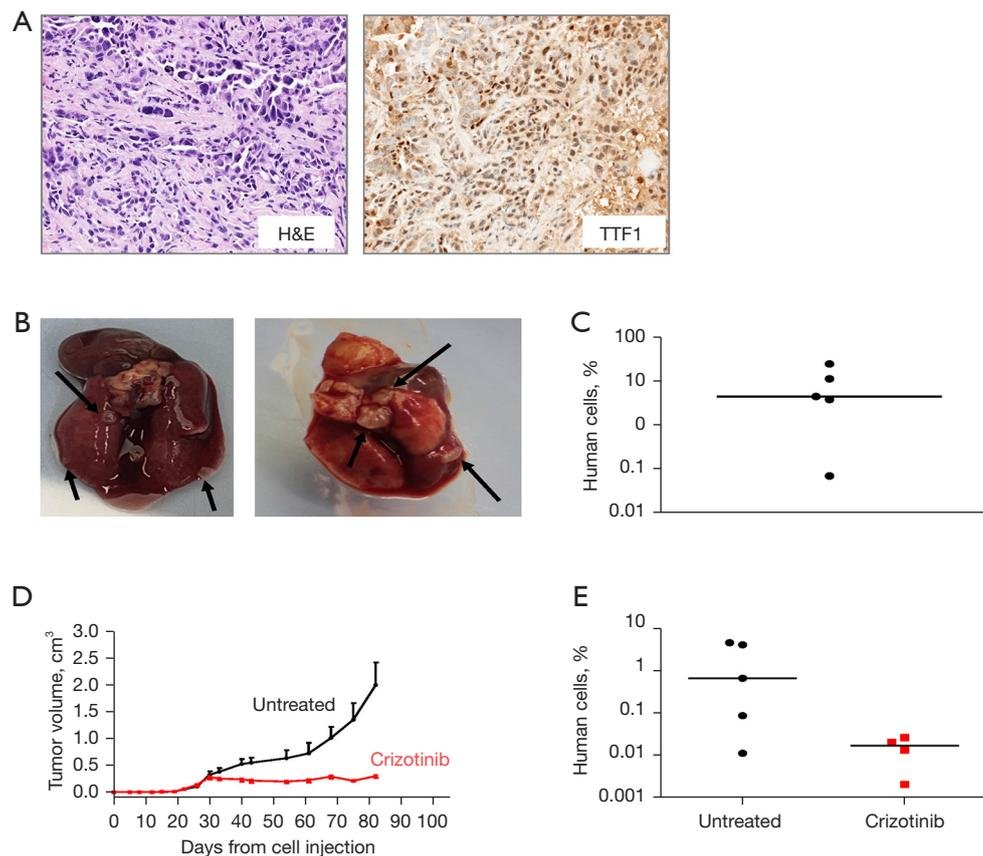 A
H&E
TTF1
B
C
Human cells, %
100
10
0
0.1
0.01
D
Tumor volume, cm³
3.0
2.5
2.0
1.5
1.0
0.5
0.0
Untreated
Crizotinib
0 10 20 30 40 50 60 70 80 90 100
Days from cell injection
E
Human cells, %
10
1
0.1
0.01
0.001
Untreated
Crizotinib